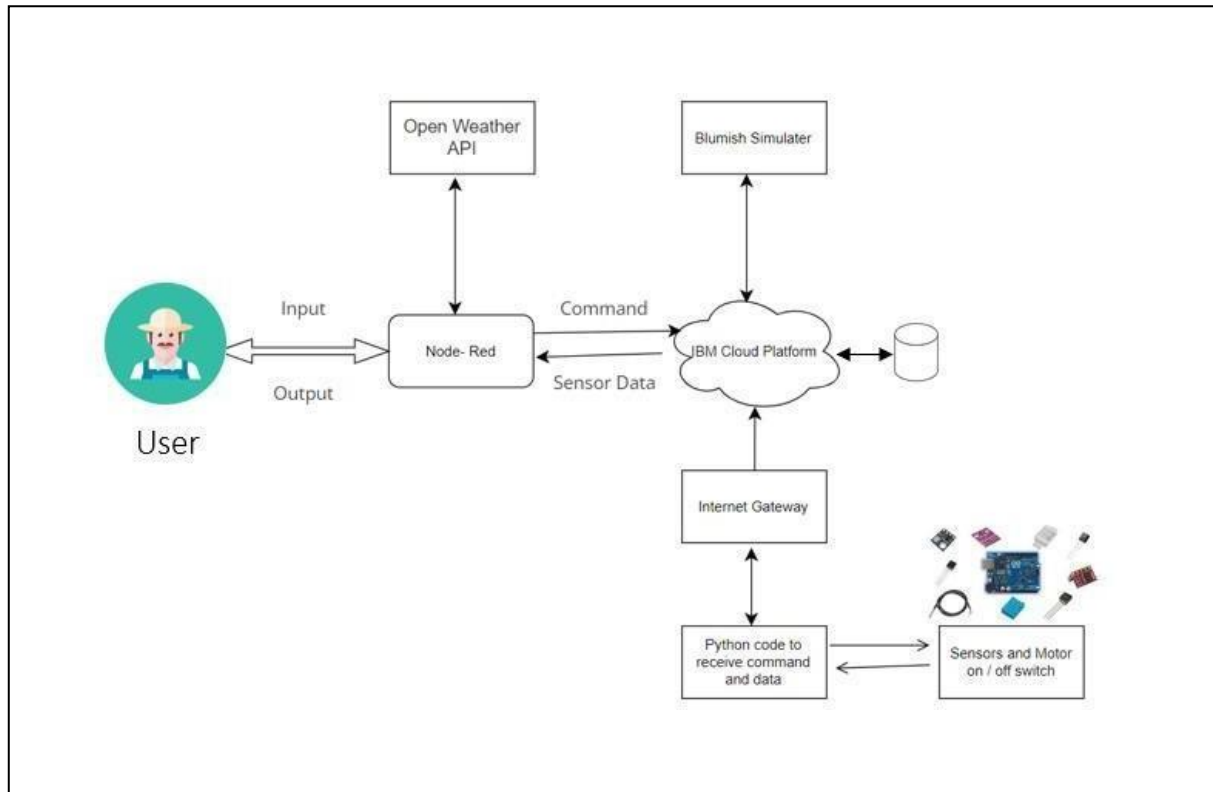 Open Weather
API
Blumish Simulater
Input
Command
Node- Red
IBM Cloud Platform
Output
Sensor Data
User
Internet Gateway
Python code to
receive command
and data
Sensors and Motor
on / off switch